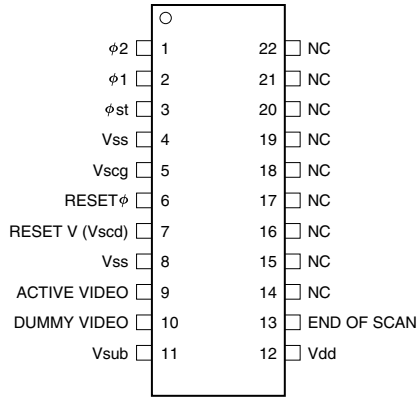 ϕ2 1 22 NC
ϕ1 2 21 NC
ϕst 3 20 NC
Vss 4 19 NC
Vscg 5 18 NC
RESETϕ 6 17 NC
RESET V (Vscd) 7 16 NC
Vss 8 15 NC
ACTIVE VIDEO 9 14 NC
DUMMY VIDEO 10 13 END OF SCAN
Vsub 11 12 Vdd